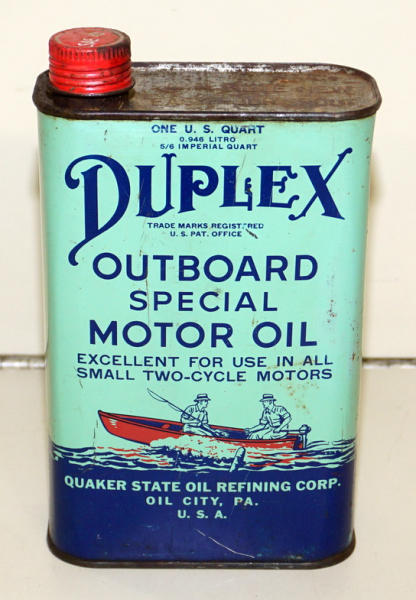 ONE U. S. QUART
0.946 LITRO
5/6 IMPERIAL QUART
DUPLEX
TRADE MARKS REGISTERED
U. S. PAT. OFFICE
OUTBOARD
SPECIAL
MOTOR OIL
EXCELLENT FOR USE IN ALL
SMALL TWO-CYCLE MOTORS
QUAKER STATE OIL REFINING CORP.
OIL CITY, PA.
U. S. A.